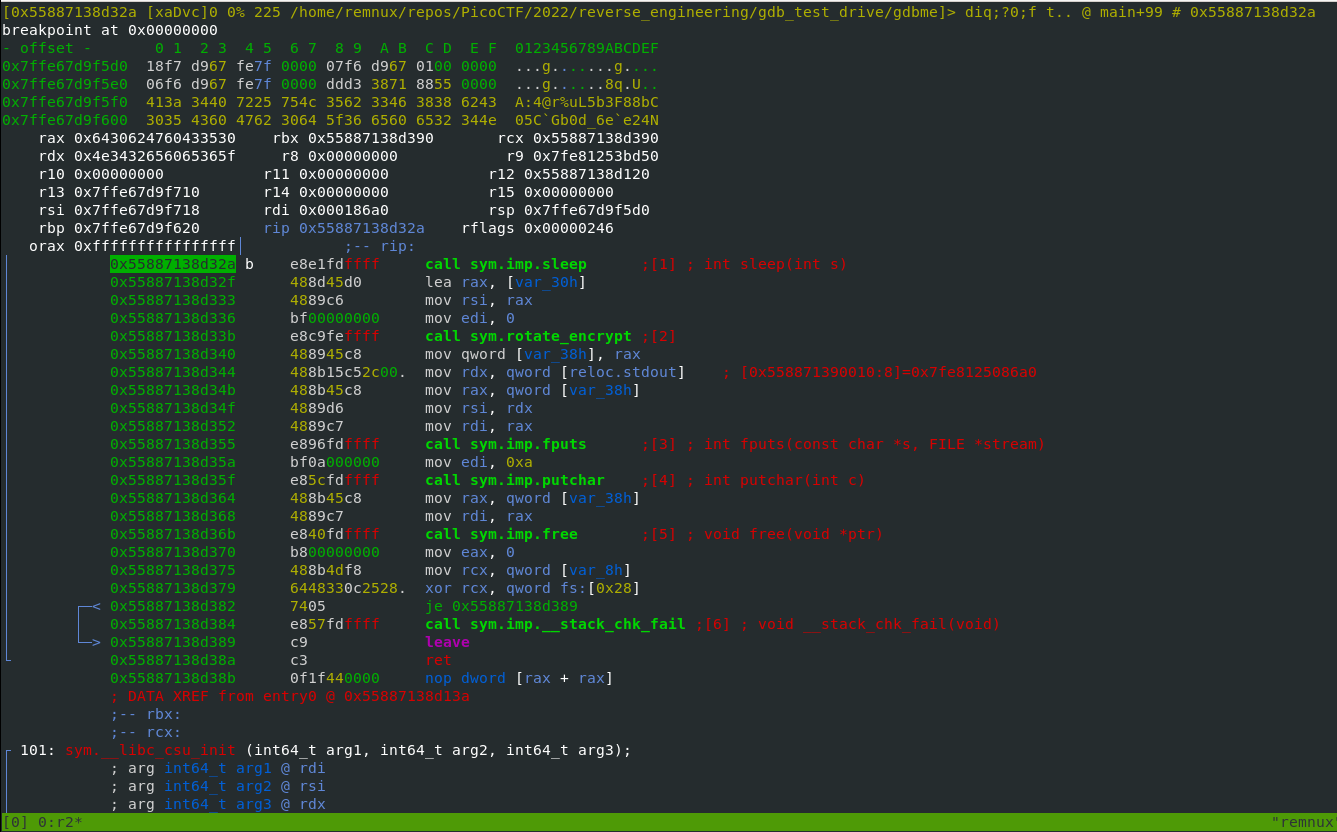 [0x55887138d32a [xaDvc]0 0% 225 /home/remnux/repos/PicoCTF/2022/reverse_engineering/gdb_test_drive/gdbme]> diq;?0;f t.. @ main+99 # 0x55887138d32a
breakpoint at 0x00000000
- offset -       0 1  2 3  4 5  6 7  8 9  A B  C D  E F  0123456789ABCDEF
0x7ffe67d9f5d0  18f7 d967 fe7f 0000 07f6 d967 0100 0000  ...g.......g....
0x7ffe67d9f5e0  06f6 d967 fe7f 0000 ddd3 3871 8855 0000  ...g......8q.U..
0x7ffe67d9f5f0  413a 3440 7225 754c 3562 3346 3838 6243  A:4@r%uL5b3F88bC
0x7ffe67d9f600  3035 4360 4762 3064 5f36 6560 6532 344e  05C`Gb0d_6e`e24N
rax 0x6430624760433530    rbx 0x55887138d390       rcx 0x55887138d390
rdx 0x4e3432656065365f     r8 0x00000000            r9 0x7fe81253bd50
r10 0x00000000           r11 0x00000000           r12 0x55887138d120
r13 0x7ffe67d9f710       r14 0x00000000           r15 0x00000000
rsi 0x7ffe67d9f718       rdi 0x000186a0           rsp 0x7ffe67d9f5d0
rbp 0x7ffe67d9f620       rip 0x55887138d32a    rflags 0x00000246
orax 0xffffffffffffffff            ;-- rip:
0x55887138d32a b    e8e1fdffff     call sym.imp.sleep      ;[1] ; int sleep(int s)
0x55887138d32f      488d45d0       lea rax, [var_30h]
0x55887138d333      4889c6         mov rsi, rax
0x55887138d336      bf00000000     mov edi, 0
0x55887138d33b      e8c9feffff     call sym.rotate_encrypt ;[2]
0x55887138d340      488945c8       mov qword [var_38h], rax
0x55887138d344      488b15c52c00.  mov rdx, qword [reloc.stdout]    ; [0x558871390010:8]=0x7fe8125086a0
0x55887138d34b      488b45c8       mov rax, qword [var_38h]
0x55887138d34f      4889d6         mov rsi, rdx
0x55887138d352      4889c7         mov rdi, rax
0x55887138d355      e896fdffff     call sym.imp.fputs      ;[3] ; int fputs(const char *s, FILE *stream)
0x55887138d35a      bf0a000000     mov edi, 0xa
0x55887138d35f      e85cfdffff     call sym.imp.putchar    ;[4] ; int putchar(int c)
0x55887138d364      488b45c8       mov rax, qword [var_38h]
0x55887138d368      4889c7         mov rdi, rax
0x55887138d36b      e840fdffff     call sym.imp.free       ;[5] ; void free(void *ptr)
0x55887138d370      b800000000     mov eax, 0
0x55887138d375      488b4df8       mov rcx, qword [var_8h]
0x55887138d379      6448330c2528.  xor rcx, qword fs:[0x28]
< 0x55887138d382      7405           je 0x55887138d389
0x55887138d384      e857fdffff     call sym.imp.__stack_chk_fail ;[6] ; void __stack_chk_fail(void)
> 0x55887138d389      c9             leave
0x55887138d38a      c3             ret
0x55887138d38b      0f1f440000     nop dword [rax + rax]
; DATA XREF from entry0 @ 0x55887138d13a
;-- rbx:
;-- rcx:
101: sym.__libc_csu_init (int64_t arg1, int64_t arg2, int64_t arg3);
; arg int64_t arg1 @ rdi
; arg int64_t arg2 @ rsi
; arg int64_t arg3 @ rdx
[0] 0:r2* "remnux